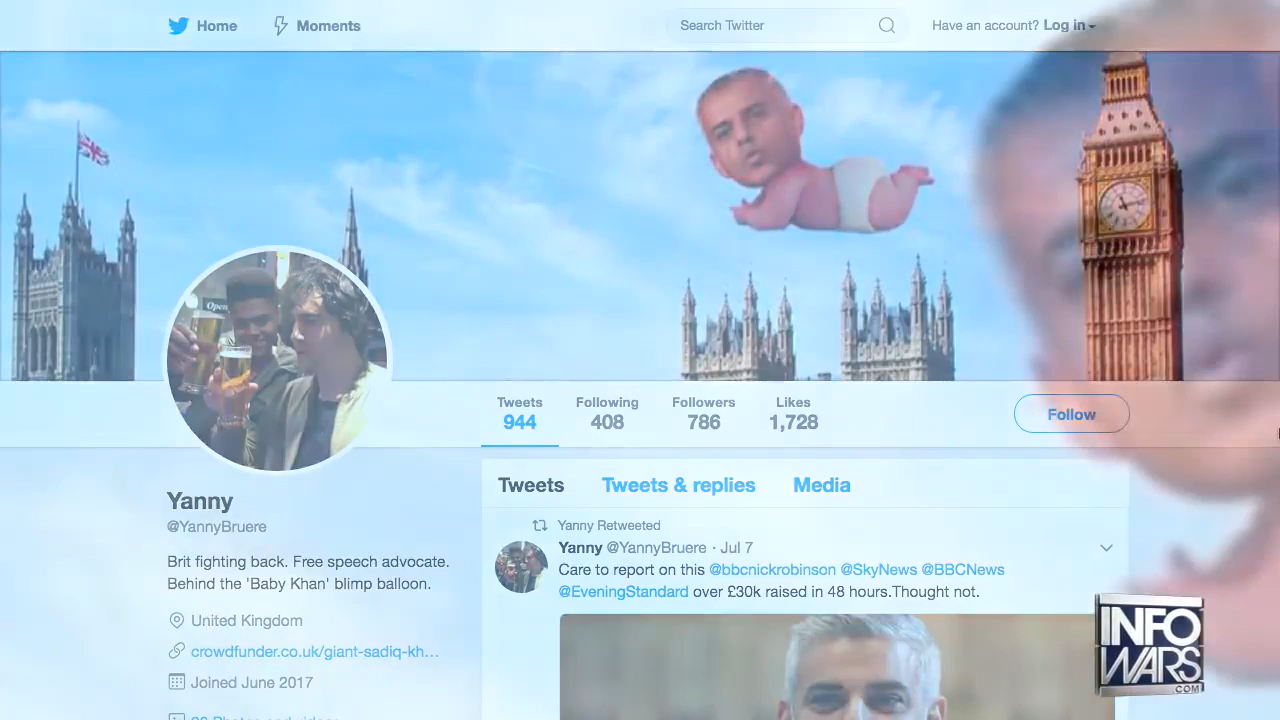 Home
Moments
Search Twitter
Have an account? Log in
Open
Tweets Following Followers Likes
944 408 786 1,728
Follow
Yanny
@YannyBruere
Brit fighting back. Free speech advocate.
Behind the 'Baby Khan' blimp balloon.
United Kingdom
crowdfunder.co.uk/giant-sadiq-kh…
Joined June 2017
Tweets Tweets & replies Media
Yanny Retweeted
Yanny @YannyBruere · Jul 7
Care to report on this @bbcnickrobinson @SkyNews @BBCNews
@EveningStandard over £30k raised in 48 hours.Thought not.
INFO
WARS
.COM